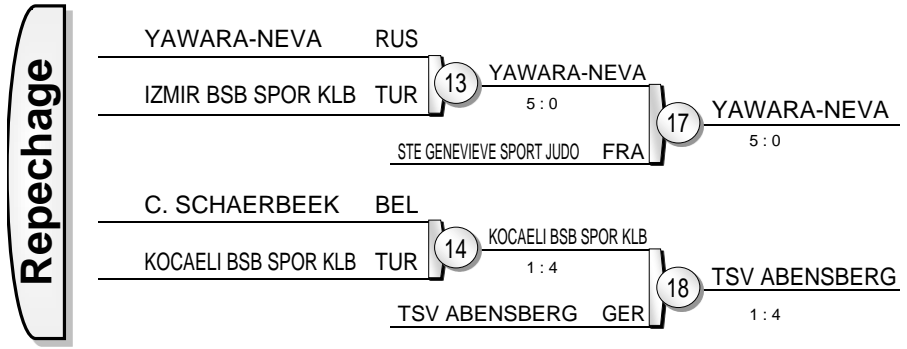 Repechage
YAWARA-NEVA RUS
IZMIR BSB SPOR KLB TUR
13
YAWARA-NEVA
5 : 0
STE GENEVIEVE SPORT JUDO FRA
17
YAWARA-NEVA
5 : 0
C. SCHAERBEEK BEL
KOCAELI BSB SPOR KLB TUR
14
KOCAELI BSB SPOR KLB
1 : 4
TSV ABENSBERG GER
18
TSV ABENSBERG
1 : 4